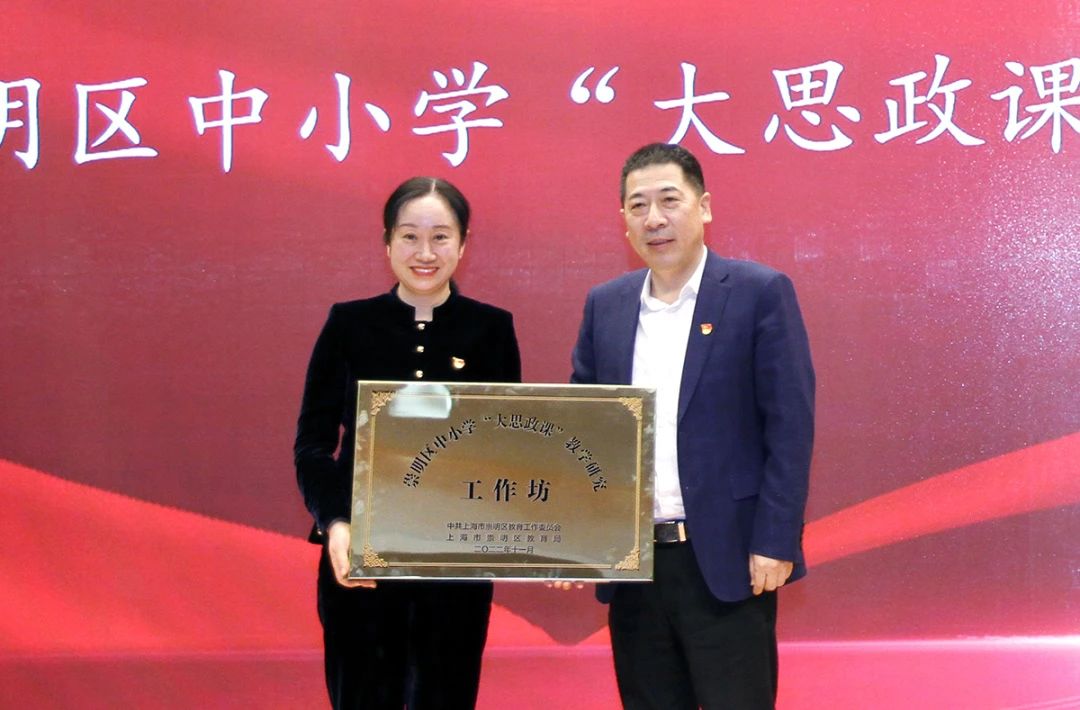 明区中小学“大思政课
崇明区中小学“大思政课”教学研究
工作坊
中共上海市崇明区教育工作委员会
上海市崇明区教育局
二〇二二年十一月